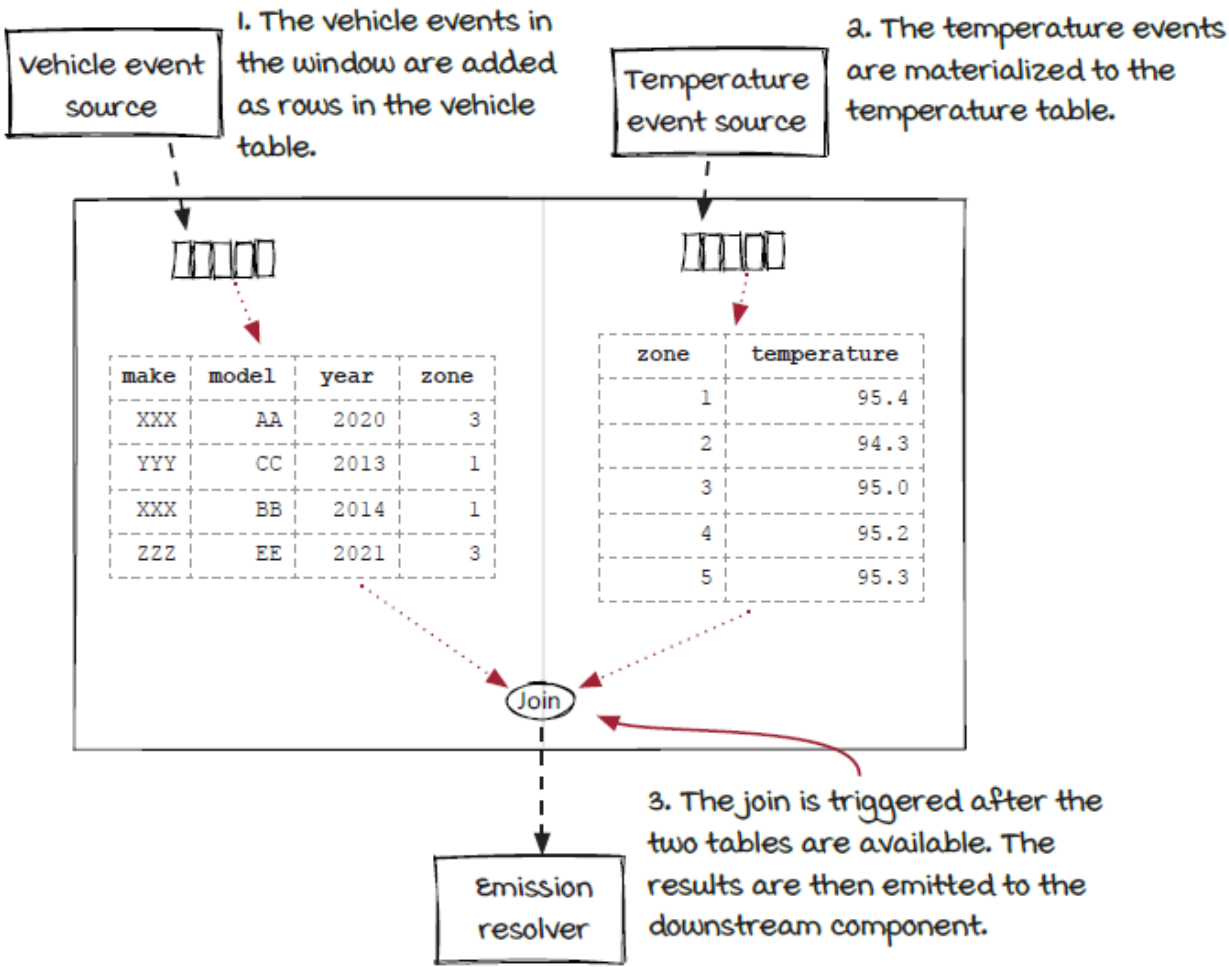 Vehicle event
source
1. The vehicle events in
the window are added
as rows in the vehicle
table.
Temperature
event source
2. The temperature events
are materialized to the
temperature table.
make model year zone
XXX AA 2020 3
YYY CC 2013 1
XXX BB 2014 1
ZZZ EE 2021 3
zone temperature
1 95.4
2 94.3
3 95.0
4 95.2
5 95.3
Join
3. The join is triggered after the
two tables are available. The
results are then emitted to the
downstream component.
Emission
resolver